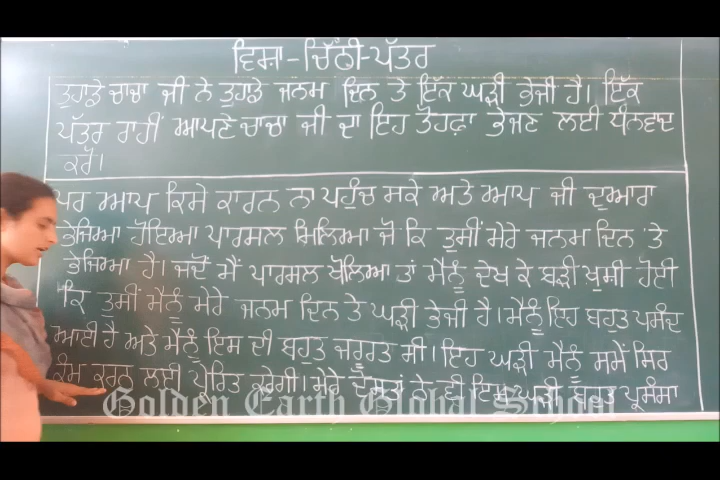 ਵਿਸ਼ਾ-ਚਿੱਠੀ-ਪੱਤਰ
ਤੁਹਾਡੇ ਚਾਚਾ ਜੀ ਨੇ ਤੁਹਾਡੇ ਜਨਮ ਦਿਨ ਤੇ ਇੱਕ ਘੜੀ ਭੇਜੀ ਹੈ। ਇੱਕ
ਪੱਤਰ ਰਾਹੀਂ ਆਪਣੇ ਚਾਚਾ ਜੀ ਦਾ ਇਹ ਤੋਹਫ਼ਾ ਭੇਜਣ ਲਈ ਧੰਨਵਾਦ
ਕਰੋ।
ਪਰ ਆਪ ਕਿਸੇ ਕਾਰਨ ਨਾ ਪਹੁੰਚ ਸਕੇ ਅਤੇ ਆਪ ਜੀ ਦੁਆਰਾ
ਭੇਜਿਆ ਹੋਇਆ ਪਾਰਸਲ ਮਿਲਿਆ ਜੋ ਕਿ ਤੁਸੀਂ ਮੇਰੇ ਜਨਮ ਦਿਨ 'ਤੇ
ਭੇਜਿਆ ਹੈ। ਜਦੋਂ ਮੈਂ ਪਾਰਸਲ ਖੋਲਿਆ ਤਾਂ ਮੈਨੂੰ ਦੇਖ ਕੇ ਬੜੀ ਖ਼ੁਸ਼ੀ ਹੋਈ
ਕਿ ਤੁਸੀਂ ਮੈਨੂੰ ਮੇਰੇ ਜਨਮ ਦਿਨ ਤੇ ਘੜੀ ਭੇਜੀ ਹੈ। ਮੈਨੂੰ ਇਹ ਬਹੁਤ ਪਸੰਦ
ਆਈ ਹੈ ਅਤੇ ਮੈਨੂੰ ਇਸ ਦੀ ਬਹੁਤ ਜ਼ਰੂਰਤ ਸੀ। ਇਹ ਘੜੀ ਮੈਨੂੰ ਸਮੇਂ ਸਿਰ
ਕੰਮ ਕਰਨ ਲਈ ਪ੍ਰੇਰਿਤ ਕਰੇਗੀ। ਮੇਰੇ ਦੋਸਤਾਂ ਨੇ ਵੀ ਇਸ ਘੜੀ ਬਹੁਤ ਪ੍ਰਸੰਸਾ
Golden Earth Global School